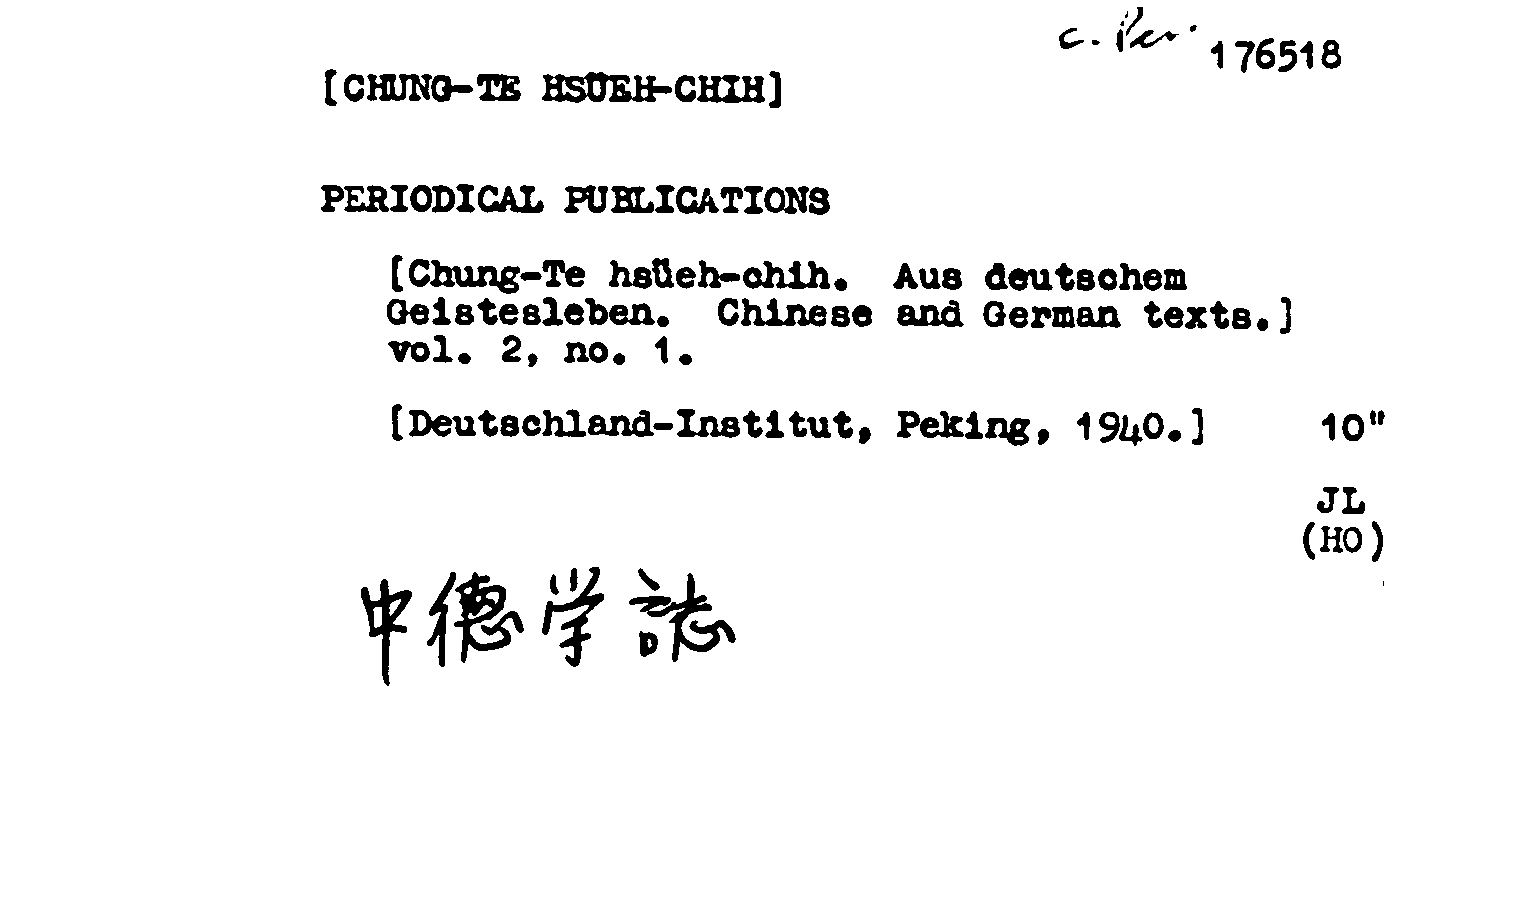 C. Per. 176518
[CHUNG-TE HSÜEH-CHIH]
PERIODICAL PUBLICATIONS
[Chung-Te hsüeh-chih. Aus deutschem
Geistesleben. Chinese and German texts.]
vol. 2, no. 1.
[Deutschland-Institut, Peking, 1940.] 10"
JL
(HO)
中德学誌